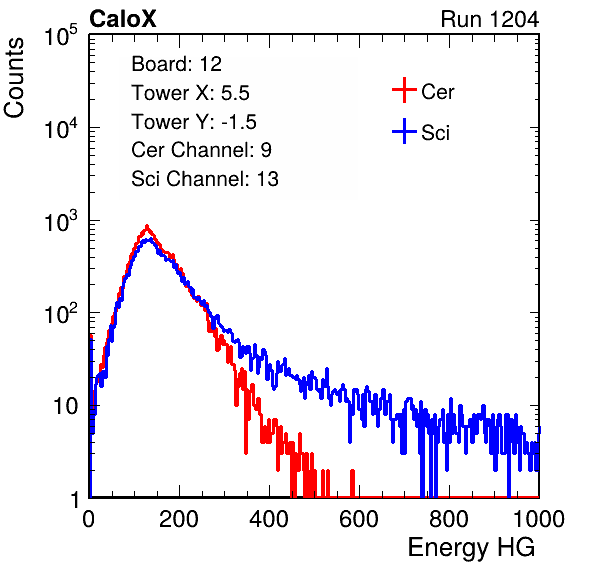 CaloX Run 1204
Counts
10^5
10^4
10^3
10^2
10
1
Board: 12
Tower X: 5.5
Tower Y: -1.5
Cer Channel: 9
Sci Channel: 13
Cer
Sci
0 200 400 600 800 1000
Energy HG